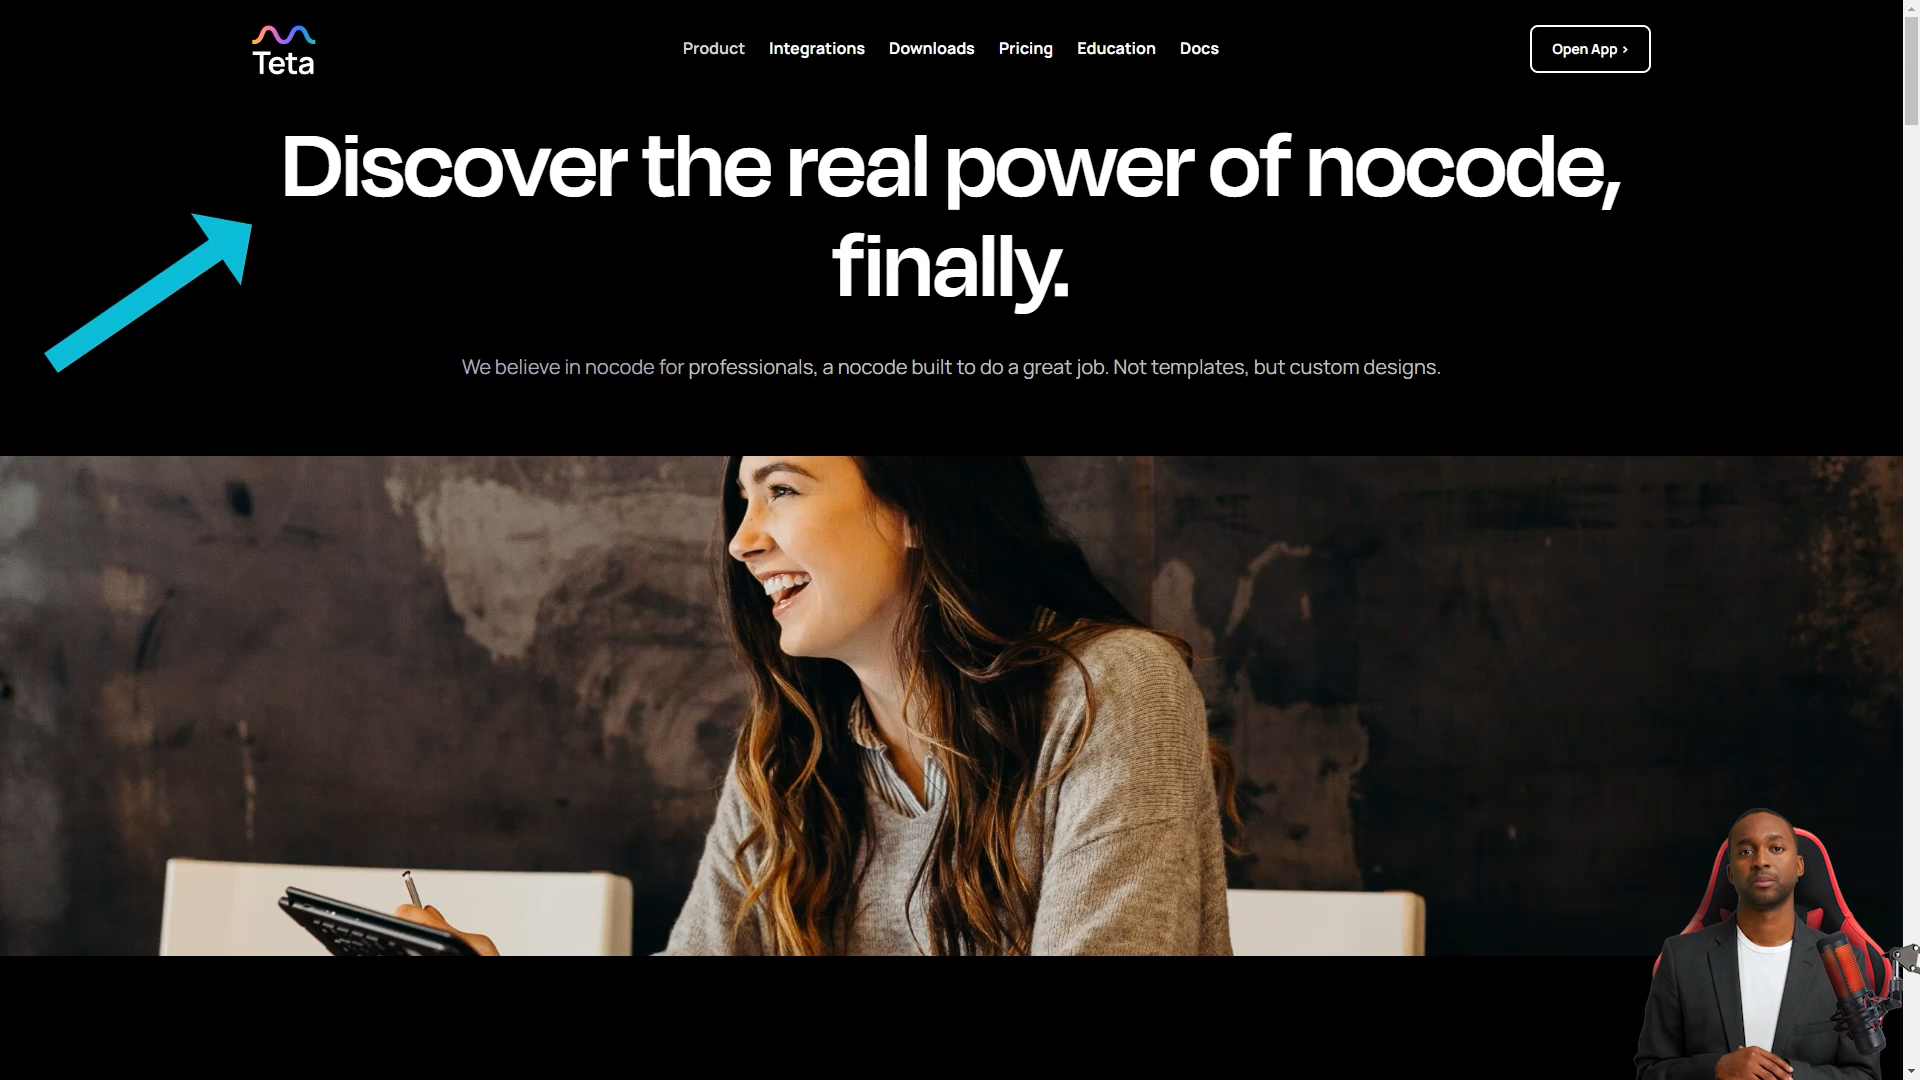 Teta
Product Integrations Downloads Pricing Education Docs
Open App ›
Discover the real power of nocode,
finally.
We believe in nocode for professionals, a nocode built to do a great job. Not templates, but custom designs.